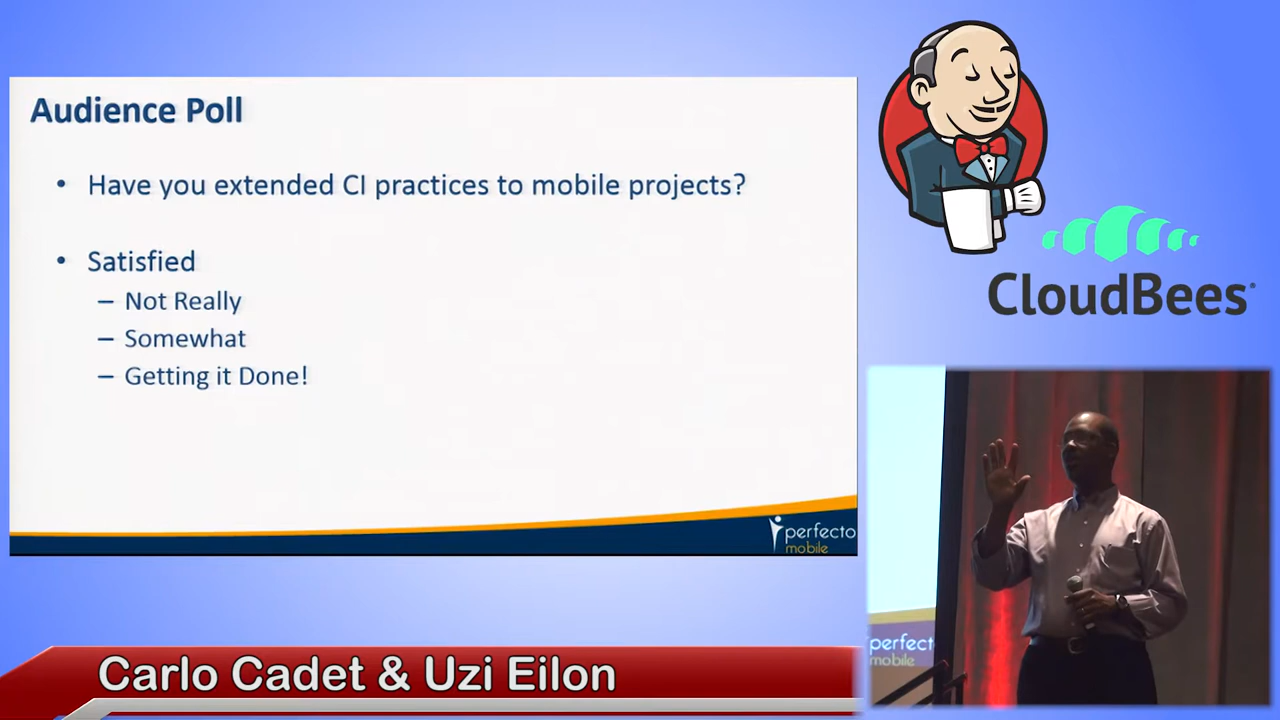 Audience Poll
• Have you extended CI practices to mobile projects?
• Satisfied
– Not Really
– Somewhat
– Getting it Done!
perfecto
mobile
CloudBees
perfecto
mobile
Carlo Cadet & Uzi Eilon